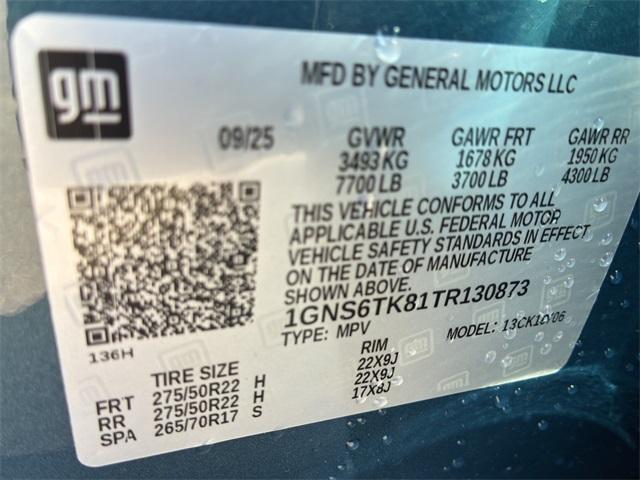 gm
MFD BY GENERAL MOTORS LLC
09/25 GVWR GAWR FRT GAWR RR
3493 KG 1678 KG 1950 KG
7700 LB 3700 LB 4300 LB
THIS VEHICLE CONFORMS TO ALL
APPLICABLE U.S. FEDERAL MOTOR
VEHICLE SAFETY STANDARDS IN EFFECT
ON THE DATE OF MANUFACTURE
SHOWN ABOVE.
1GNS6TK81TR130873
TYPE: MPV MODEL:
136H
TIRE SIZE RIM
FRT 275/50R22 H 22X9J
RR 275/50R22 H 22X9J
SPA 265/70R17 S 17X8J